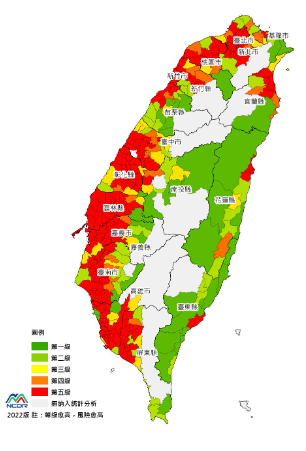 基隆市
臺北市
新北市
桃園市
新竹市
新竹縣
宜蘭縣
苗栗縣
臺中市
彰化縣
南投縣
花蓮縣
雲林縣
嘉義市
嘉義縣
臺南市
高雄市
臺東縣
屏東縣
圖例
第一級
第二級
第三級
第四級
第五級
無納入統計分析
NCDR
2022版 註：等級愈高，風險愈高